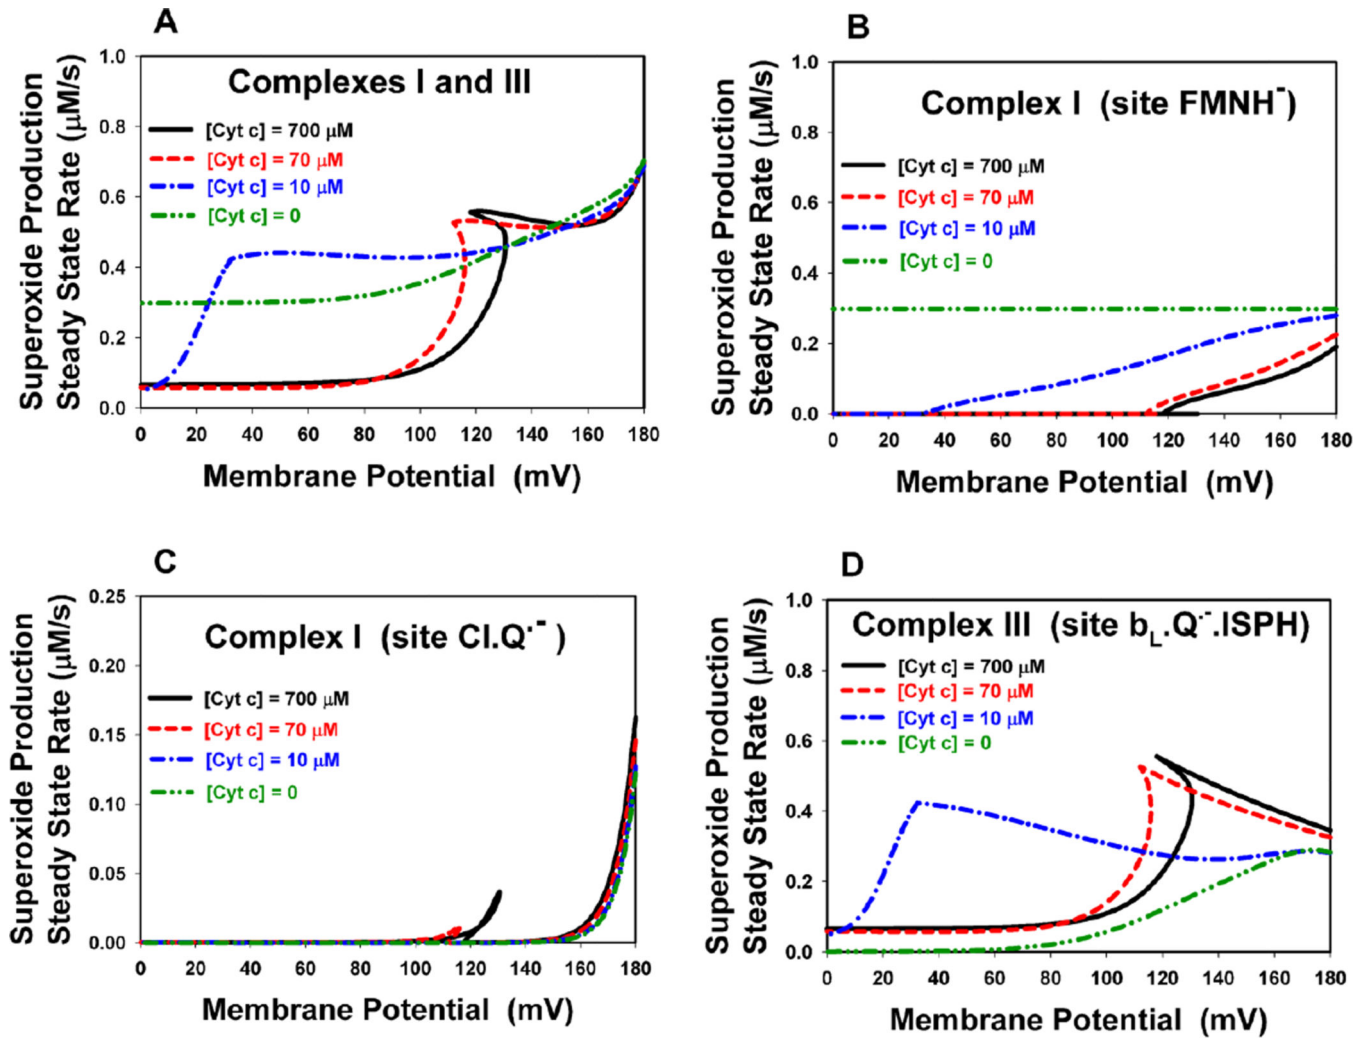 A
Superoxide Production
Steady State Rate (μM/s)
1.0
0.8
0.6
0.4
0.2
0.0
Complexes I and III
[Cyt c] = 700 μM
[Cyt c] = 70 μM
[Cyt c] = 10 μM
[Cyt c] = 0
0 20 40 60 80 100 120 140 160 180
Membrane Potential (mV)
B
Superoxide Production
Steady State Rate (μM/s)
1.0
0.8
0.6
0.4
0.2
0.0
Complex I (site FMNH⁻)
[Cyt c] = 700 μM
[Cyt c] = 70 μM
[Cyt c] = 10 μM
[Cyt c] = 0
0 20 40 60 80 100 120 140 160 180
Membrane Potential (mV)
C
Superoxide Production
Steady State Rate (μM/s)
0.25
0.20
0.15
0.10
0.05
0.00
Complex I (site CI.Q·⁻ )
[Cyt c] = 700 μM
[Cyt c] = 70 μM
[Cyt c] = 10 μM
[Cyt c] = 0
0 20 40 60 80 100 120 140 160 180
Membrane Potential (mV)
D
Superoxide Production
Steady State Rate (μM/s)
1.0
0.8
0.6
0.4
0.2
0.0
Complex III (site b_L.Q·⁻.ISPH)
[Cyt c] = 700 μM
[Cyt c] = 70 μM
[Cyt c] = 10 μM
[Cyt c] = 0
0 20 40 60 80 100 120 140 160 180
Membrane Potential (mV)